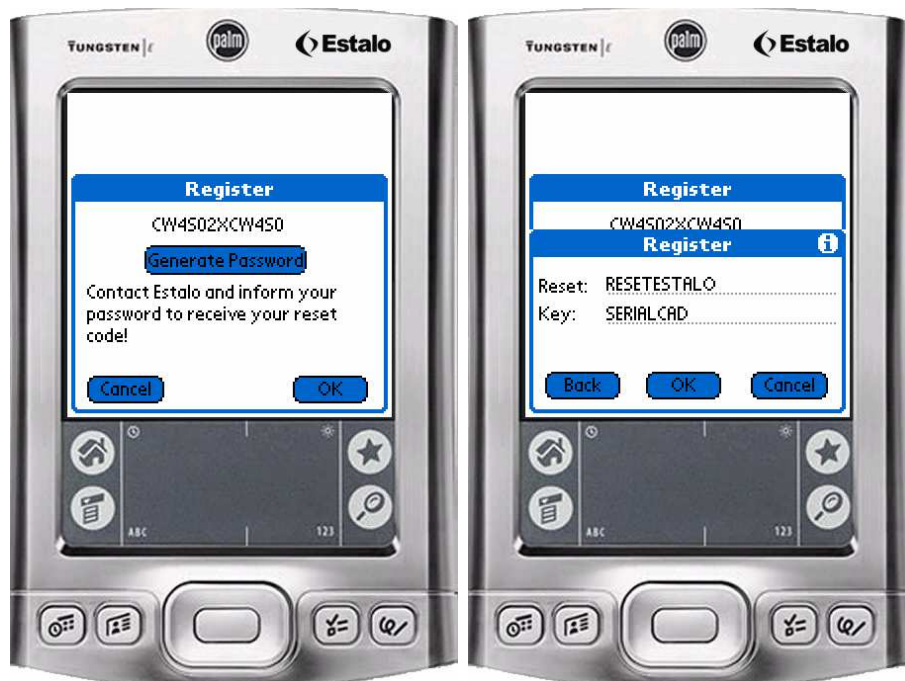 TUNGSTEN E
palm
Estalo
Register
CW4S02XCW4S0
Generate Password
Contact Estalo and inform your
password to receive your reset
code!
Cancel
OK
ABC
123
TUNGSTEN E
palm
Estalo
Register
CW4S02XCW4S0
Register
Reset: RESETESTALO
Key: SERIALCAD
Back
OK
Cancel
ABC
123